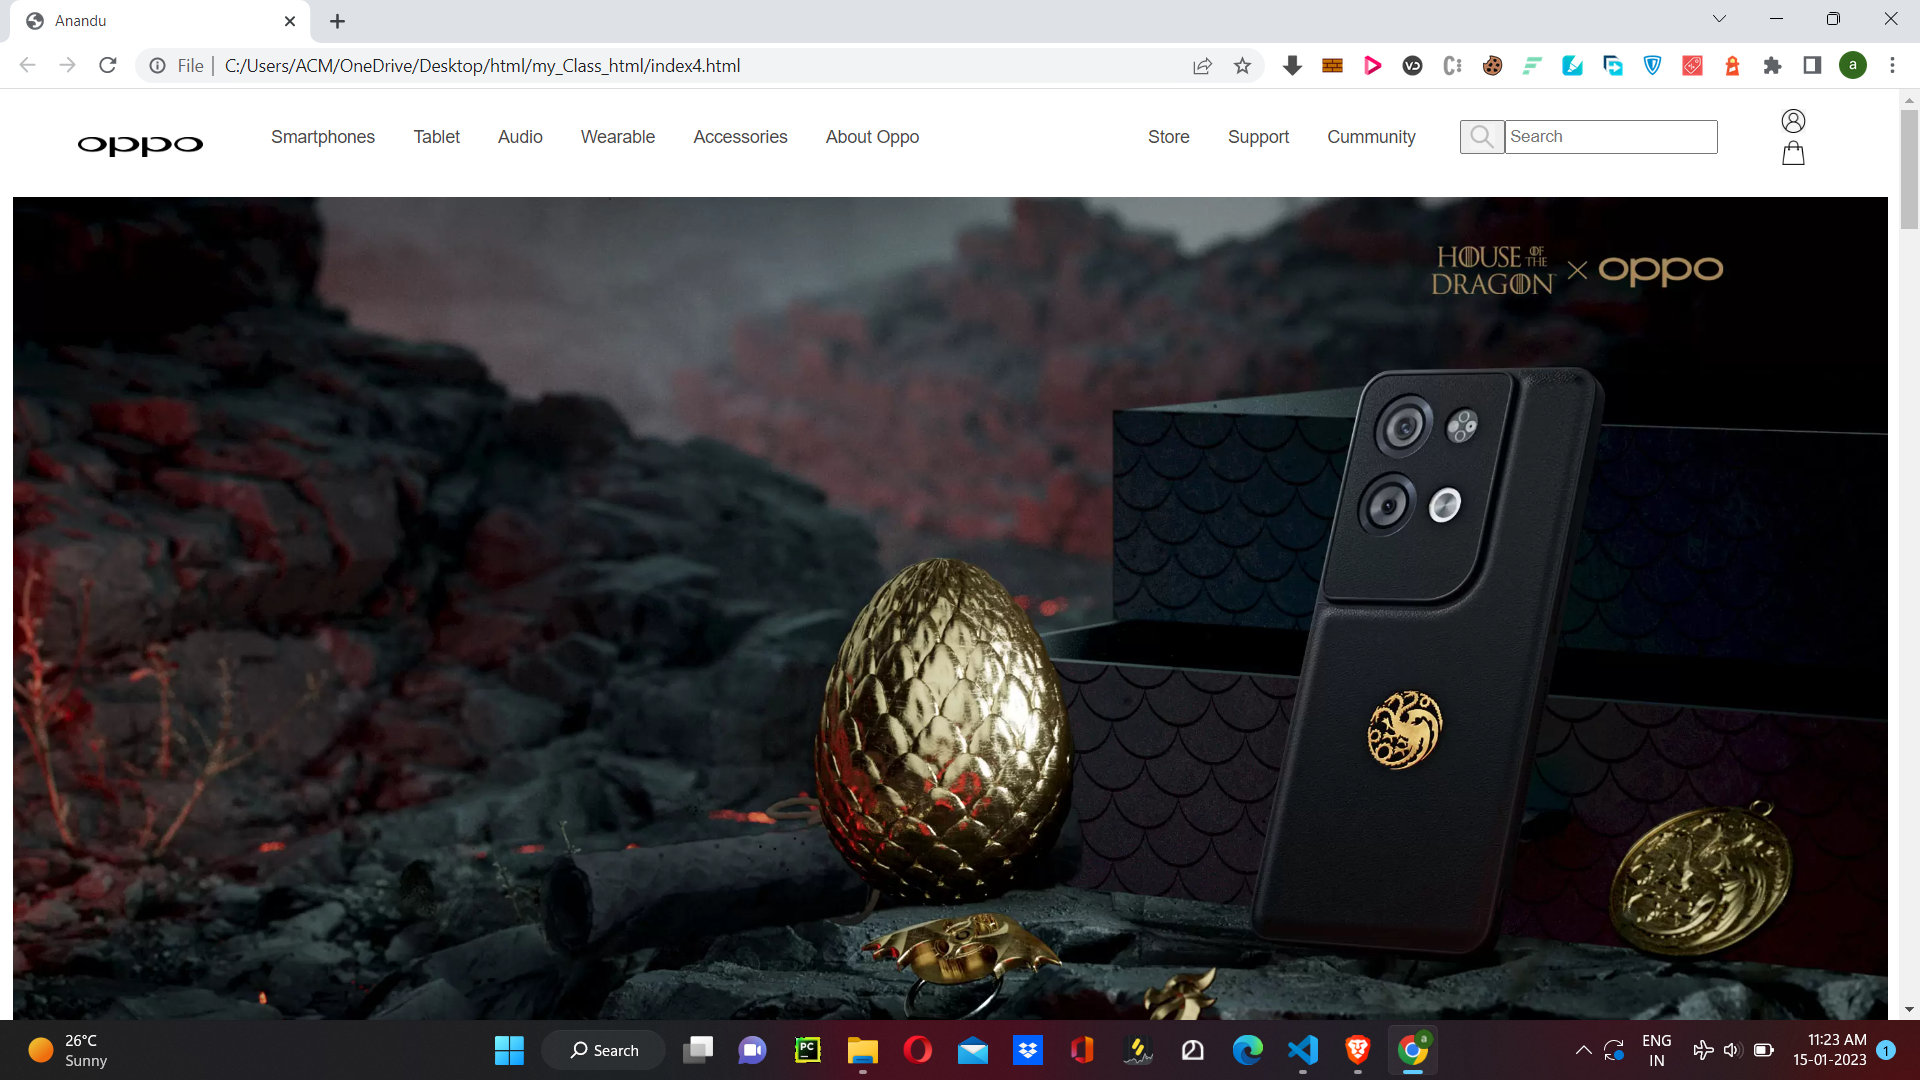 Anandu
File
C:/Users/ACM/OneDrive/Desktop/html/my_Class_html/index4.html
a
oppo
Smartphones
Tablet
Audio
Wearable
Accessories
About Oppo
Store
Support
Cummunity
Search
HOUSE OF THE DRAGON × oppo
26°C
Sunny
Search
PC
a
ENG
IN
11:23 AM
15-01-2023
1